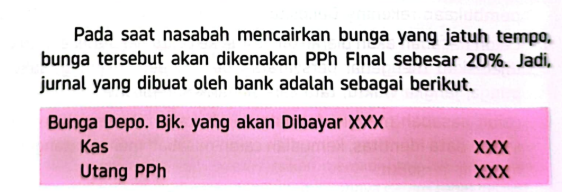 Pada saat nasabah mencairkan bunga yang jatuh tempo,
bunga tersebut akan dikenakan PPh FInal sebesar 20%. Jadi,
jurnal yang dibuat oleh bank adalah sebagai berikut.
Bunga Depo. Bjk. yang akan Dibayar XXX
Kas XXX
Utang PPh XXX